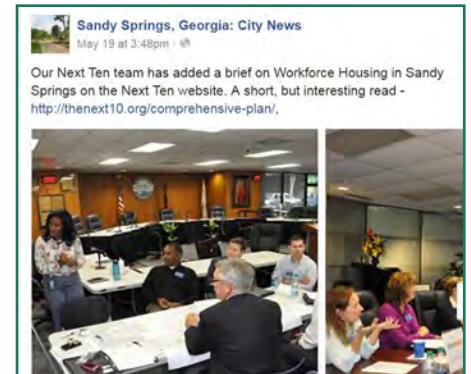 Sandy Springs, Georgia: City News
May 19 at 3:48pm ·
Our Next Ten team has added a brief on Workforce Housing in Sandy
Springs on the Next Ten website. A short, but interesting read -
http://thenext10.org/comprehensive-plan/,